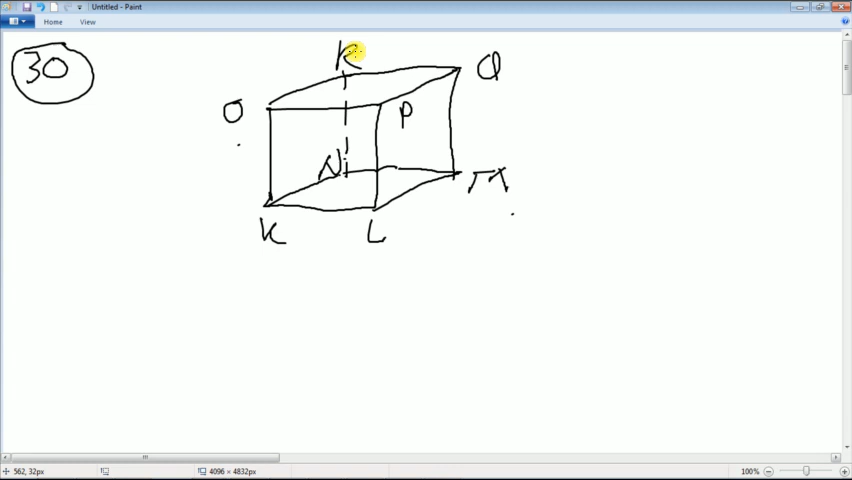 Untitled - Paint
Home View
30
R
Q
O
P
N
M
K
L
562, 32px
4096 × 4832px
100%